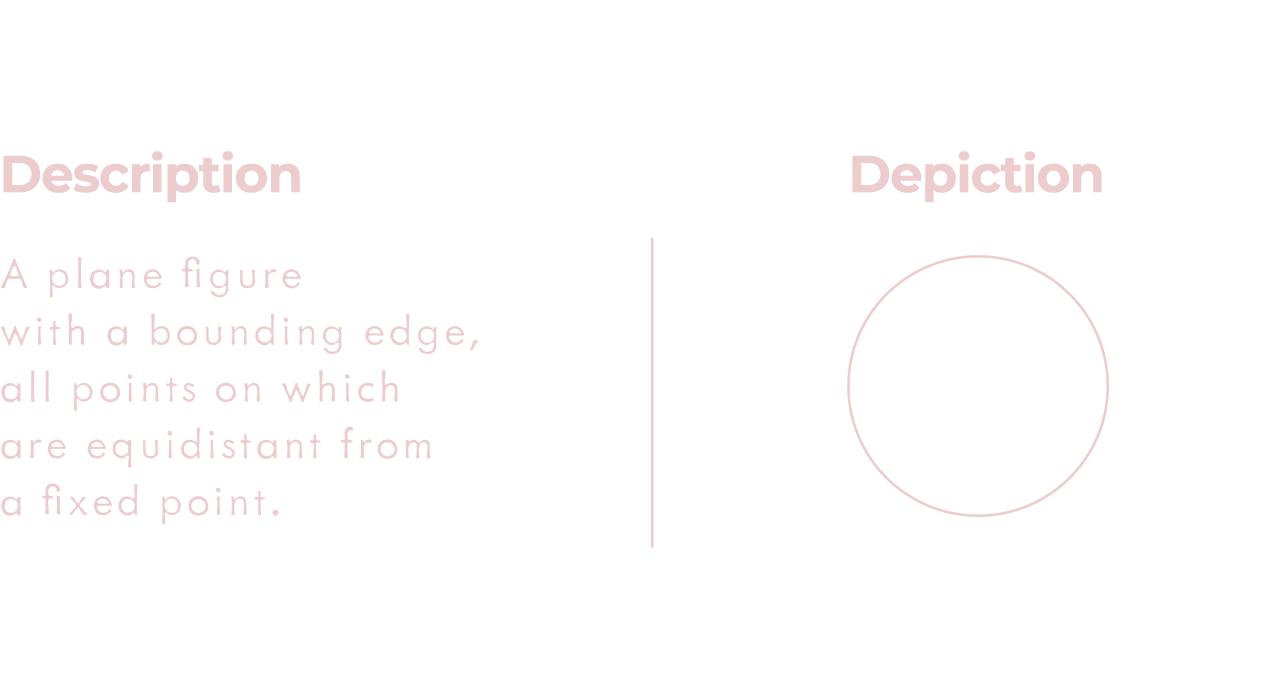 Description
A plane figure
with a bounding edge,
all points on which
are equidistant from
a fixed point.
Depiction